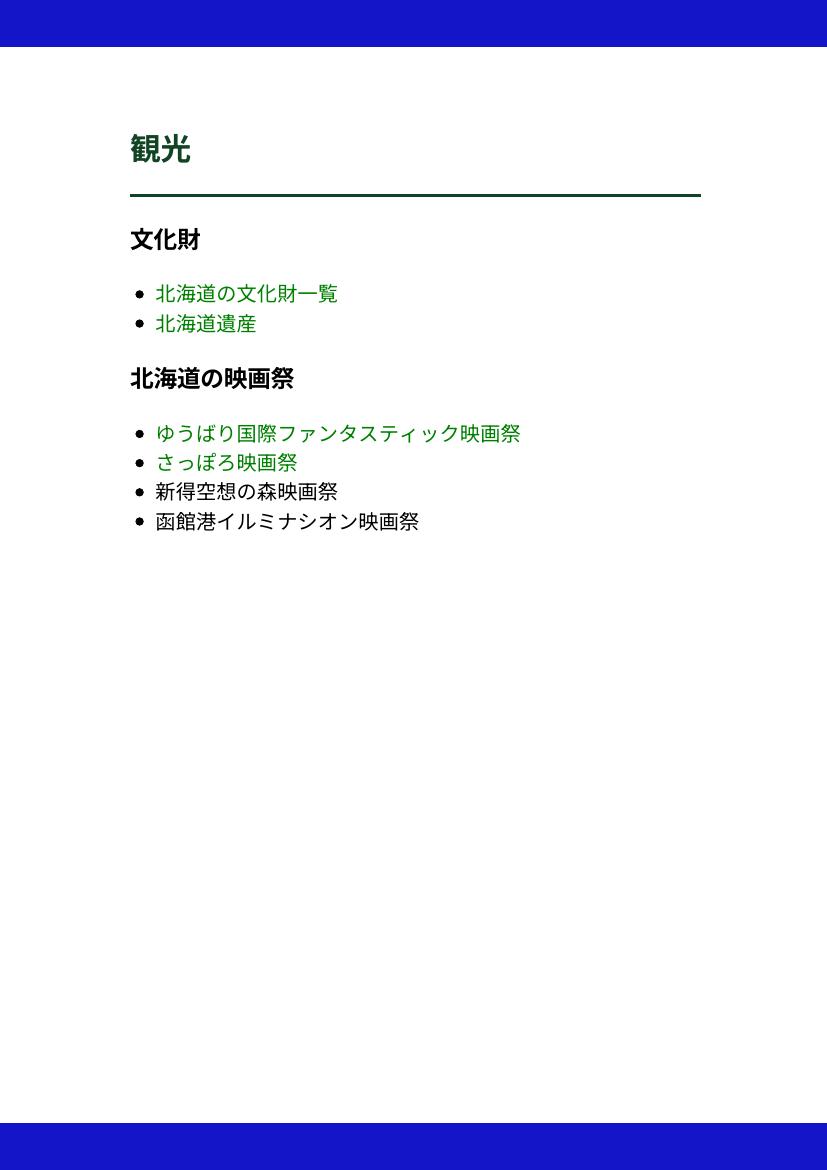 観光
文化財
北海道の文化財一覧
北海道遺産
北海道の映画祭
ゆうばり国際ファンタスティック映画祭
さっぽろ映画祭
新得空想の森映画祭
函館港イルミナシオン映画祭